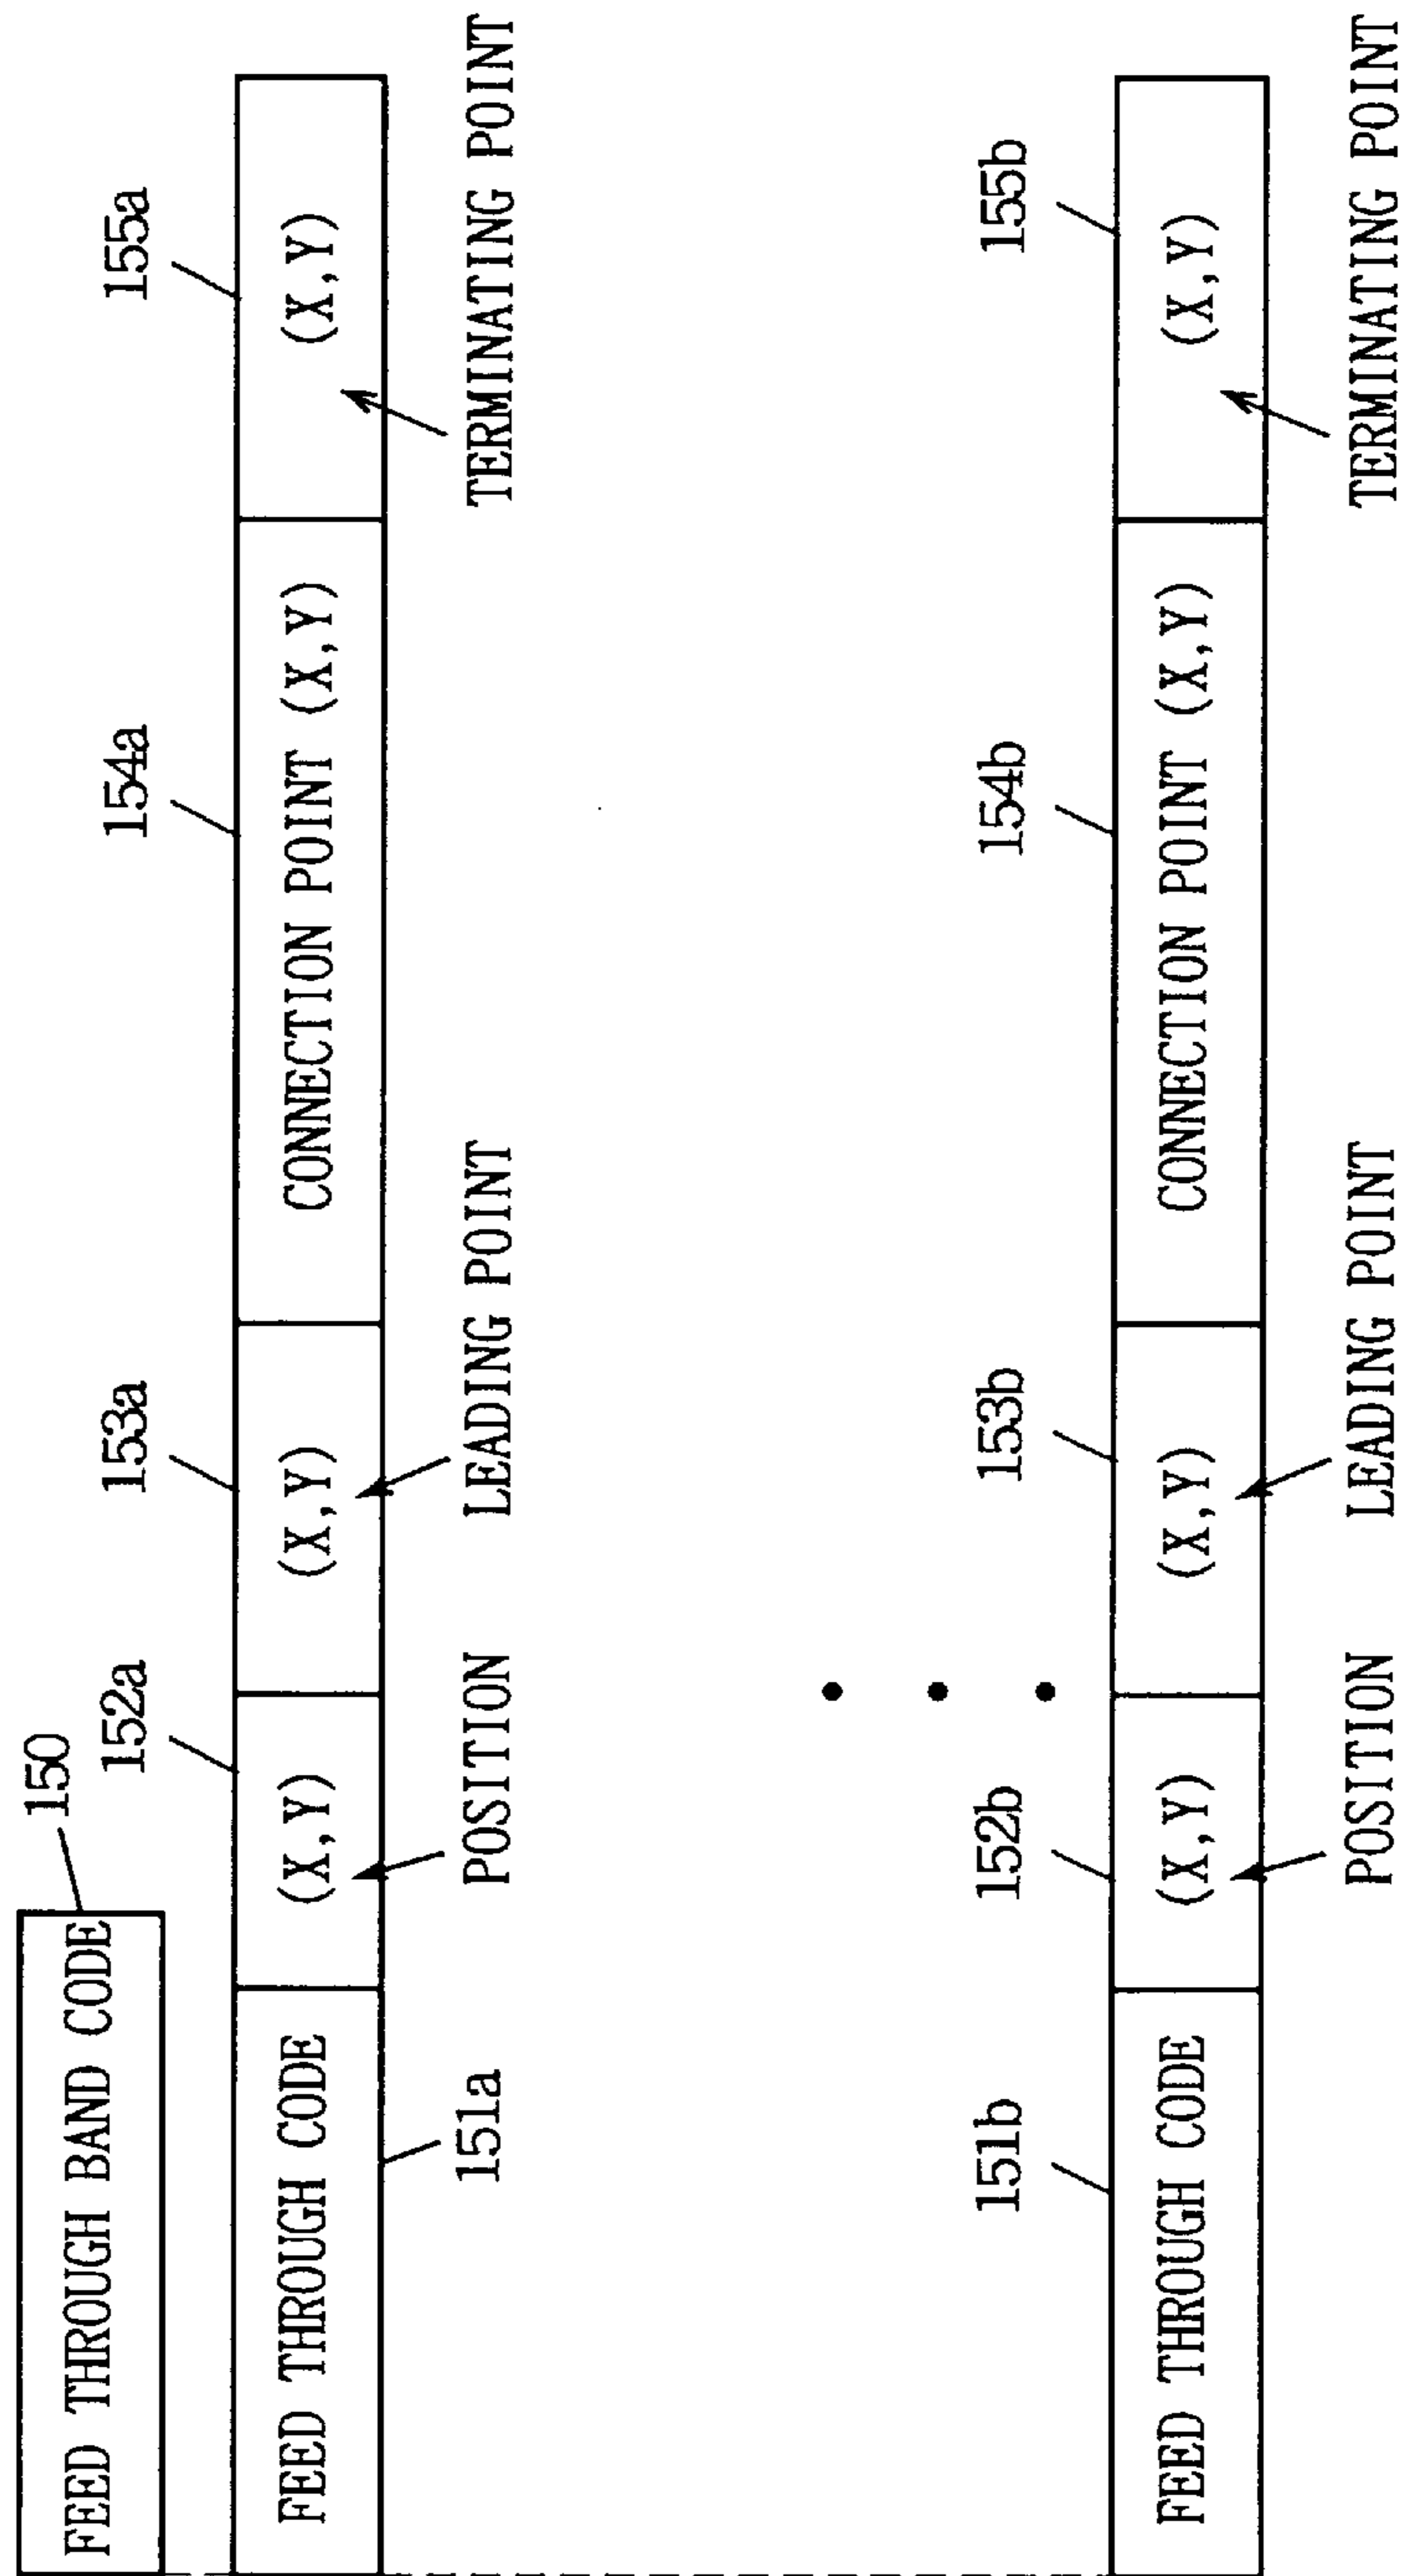 FEED THROUGH BAND CODE
150
152a
153a
154a
155a
FEED THROUGH CODE
(X,Y)
(X,Y)
CONNECTION POINT (X,Y)
(X,Y)
151a
POSITION
LEADING POINT
TERMINATING POINT
151b
152b
153b
154b
155b
FEED THROUGH CODE
(X,Y)
(X,Y)
CONNECTION POINT (X,Y)
(X,Y)
POSITION
LEADING POINT
TERMINATING POINT